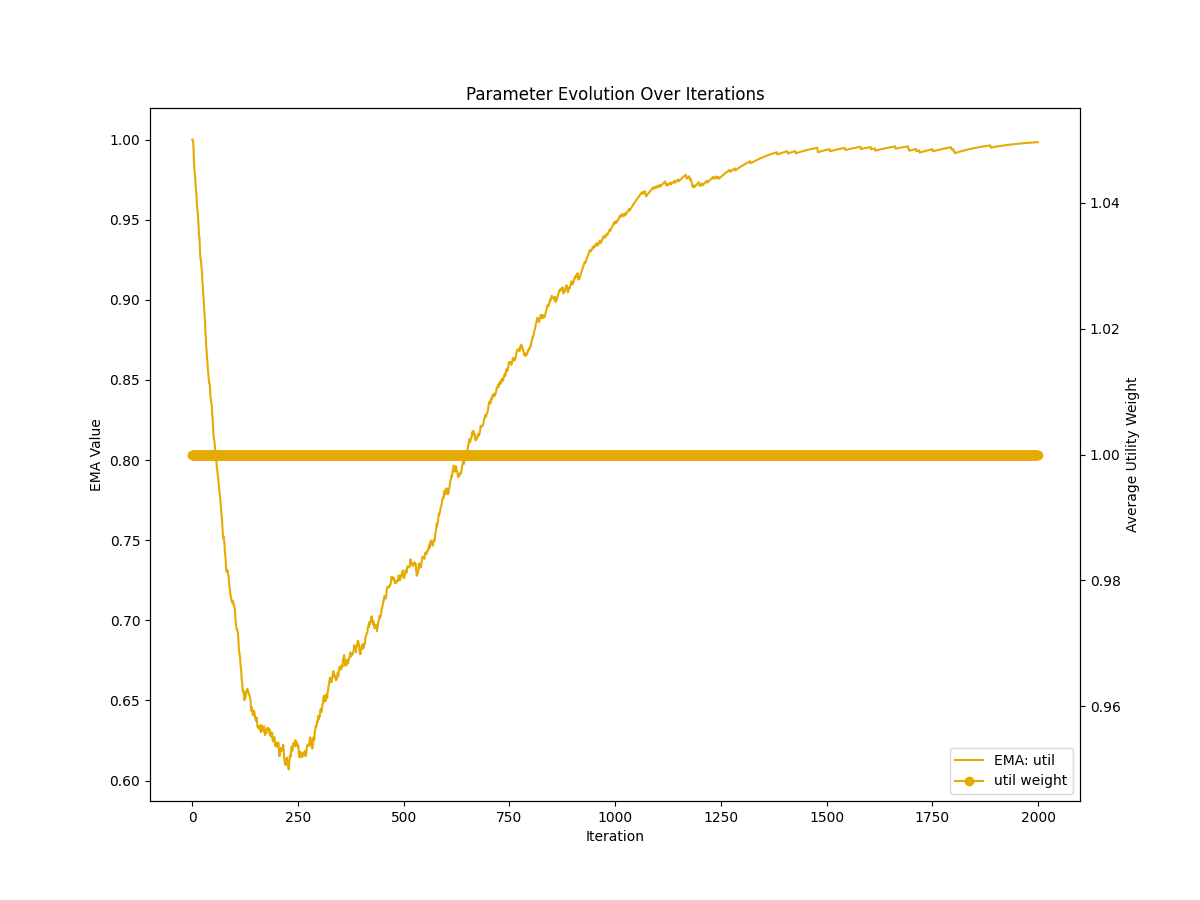 Parameter Evolution Over Iterations
EMA Value
1.00
0.95
0.90
0.85
0.80
0.75
0.70
0.65
0.60
1.04
1.02
1.00
0.98
0.96
Average Utility Weight
EMA: util
util weight
0 250 500 750 1000 1250 1500 1750 2000
Iteration